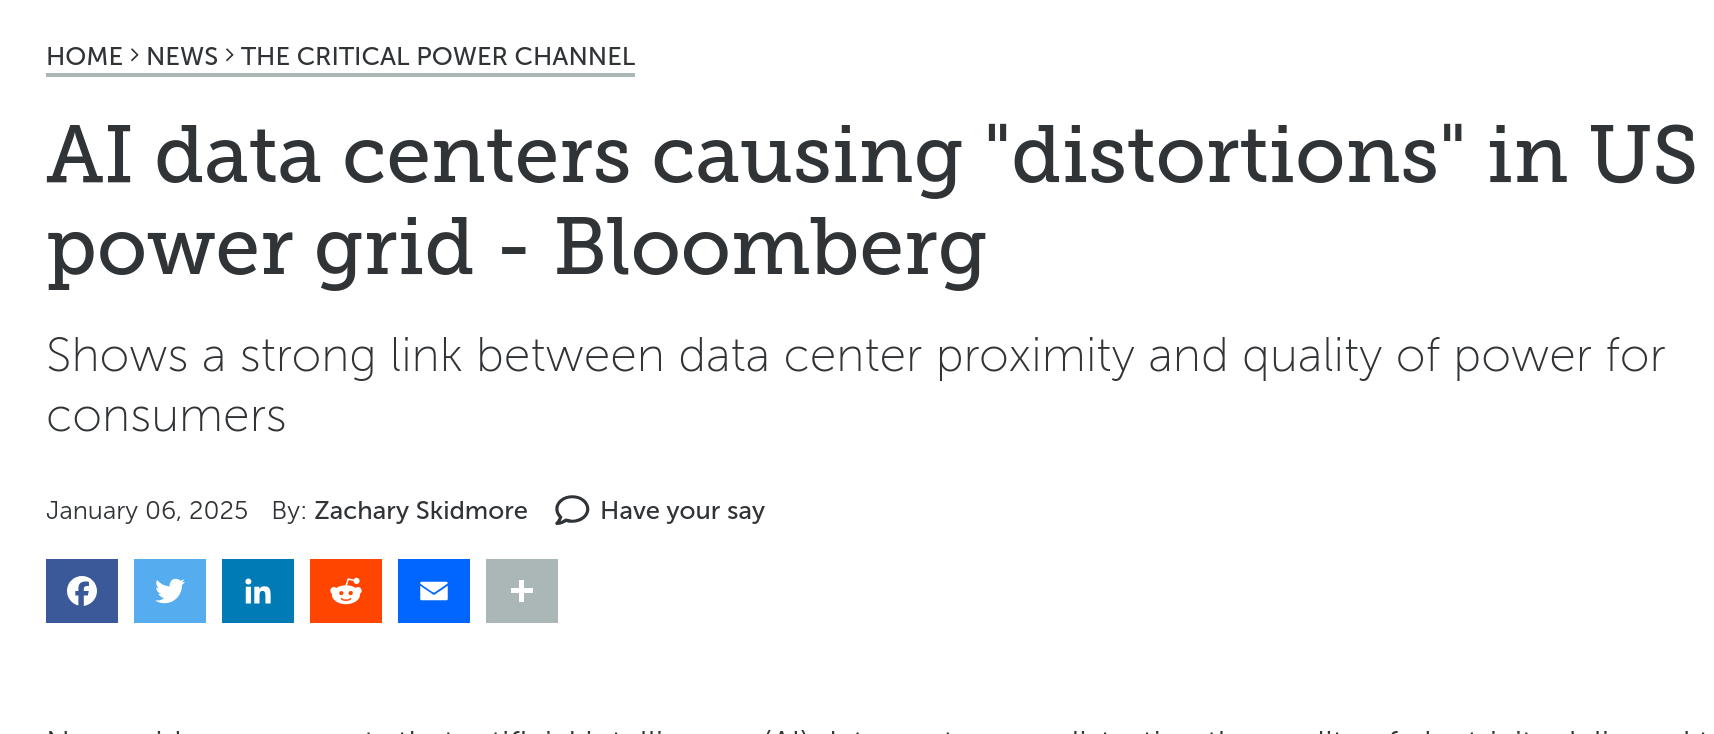 HOME > NEWS > THE CRITICAL POWER CHANNEL
AI data centers causing "distortions" in US
power grid - Bloomberg
Shows a strong link between data center proximity and quality of power for
consumers
January 06, 2025 By: Zachary Skidmore Have your say